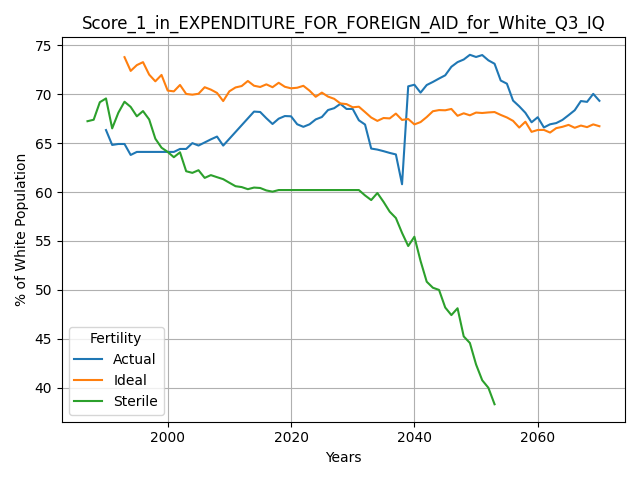 Score_1_in_EXPENDITURE_FOR_FOREIGN_AID_for_White_Q3_IQ
% of White Population
75
70
65
60
55
50
45
40
Fertility
Actual
Ideal
Sterile
2000
2020
2040
2060
Years